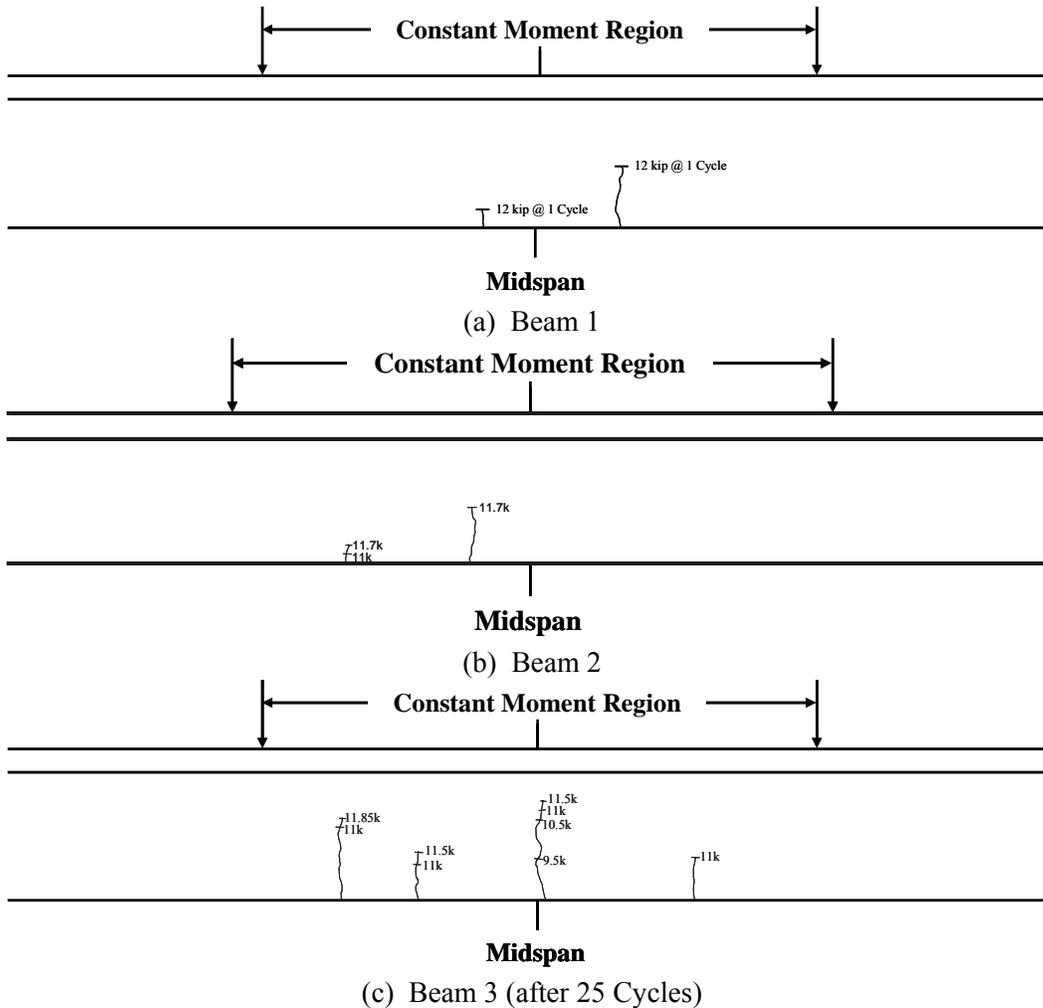 Constant Moment Region
12 kip @ 1 Cycle
12 kip @ 1 Cycle
Midspan
(a) Beam 1
Constant Moment Region
11.7k
11.7k
11k
Midspan
(b) Beam 2
Constant Moment Region
11.5k
11k
11.85k
10.5k
11k
11.5k
9.5k
11k
11k
Midspan
(c) Beam 3 (after 25 Cycles)